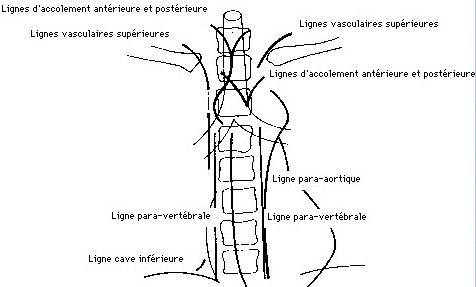 Lignes d'accolement antérieure et postérieure
Lignes vasculaires supérieures
Lignes vasculaires supérieures
Lignes d'accolement antérieure et postérieure
Ligne para-aortique
Ligne para-vertébrale
Ligne para-vertébrale
Ligne cave inférieure